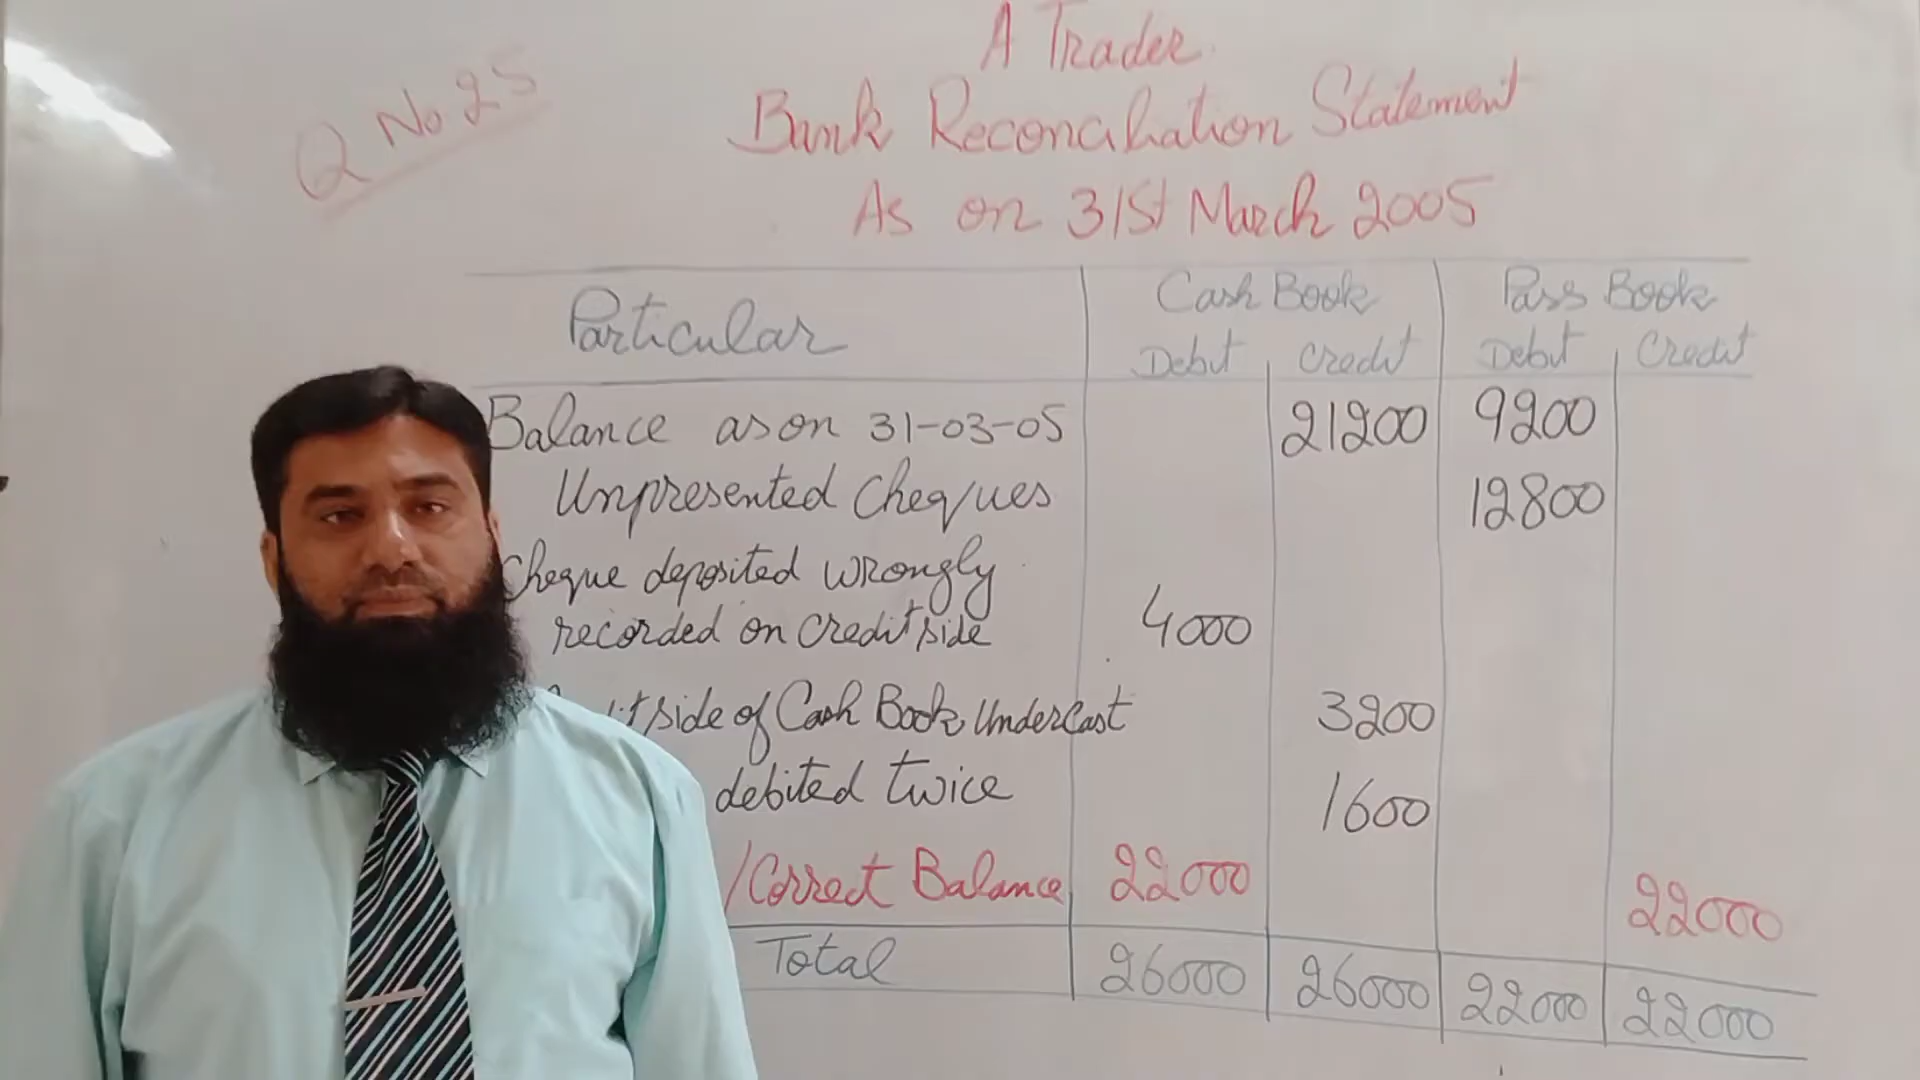 Q No 25
A Trader
Bank Reconciliation Statement
As on 31st March 2005
Particular Cash Book Pass Book
Debit Credit Debit Credit
Balance as on 31-03-05 21200 9200
Unpresented Cheques 12800
Cheque deposited wrongly
recorded on Credit side 4000
side of Cash Book Undercast 3200
debited twice 1600
/Correct Balance 22000 22000
Total 26000 26000 22000 22000